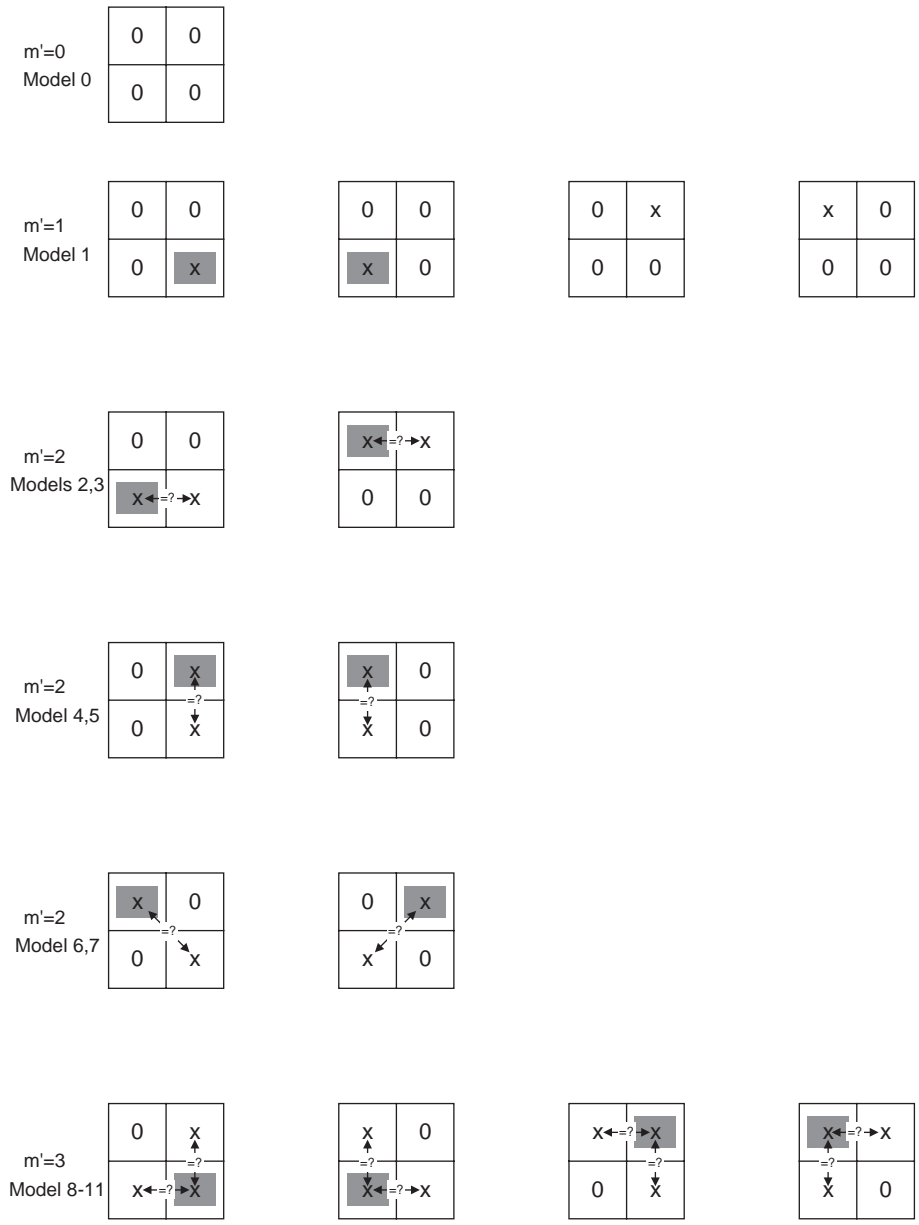 m'=0
Model 0
0 0
0 0
m'=1
Model 1
0 0
0 x
0 0
x 0
0 x
0 0
x 0
0 0
m'=2
Models 2,3
0 0
x =? x
x =? x
0 0
m'=2
Model 4,5
0 x
=?
0 x
x 0
=?
x 0
m'=2
Model 6,7
x 0
=?
0 x
0 x
=?
x 0
m'=3
Model 8-11
0 x
=?
x =? x
x 0
=?
x =? x
x =? x
=?
0 x
x =? x
=?
x 0